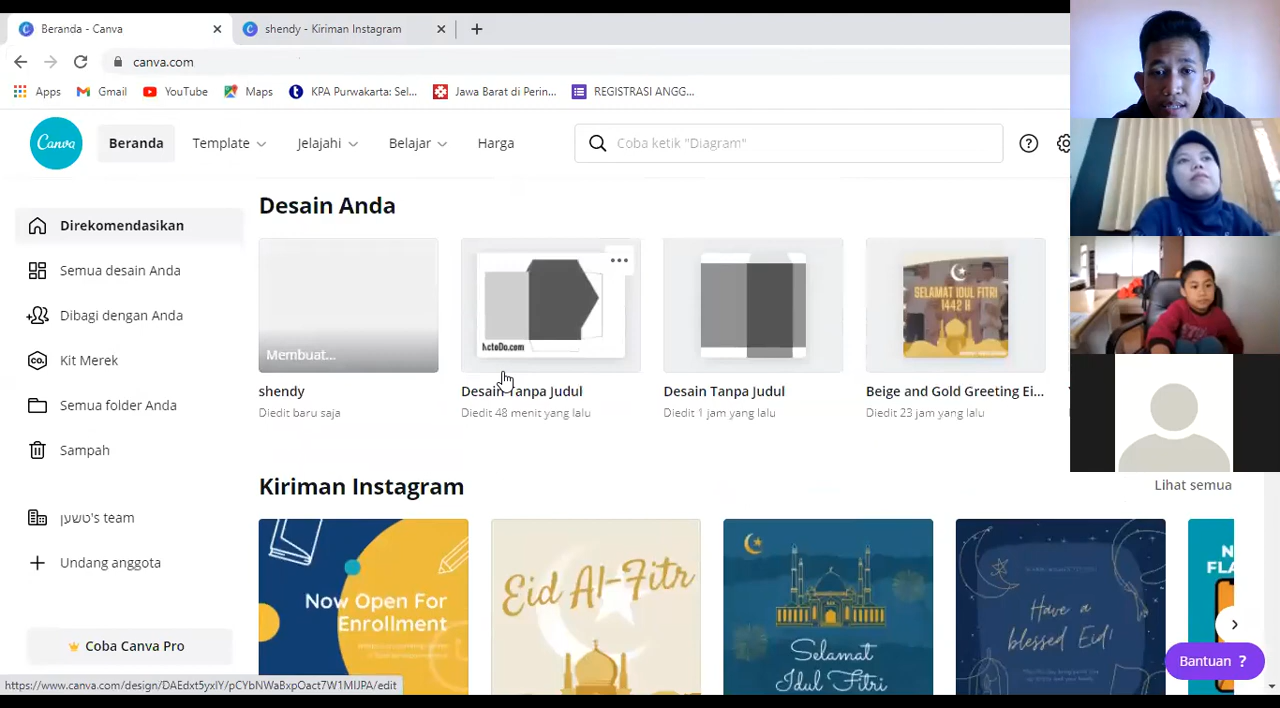 Beranda - Canva
shendy - Kiriman Instagram
canva.com
Apps
Gmail
YouTube
Maps
KPA Purwakarta: Sel...
Jawa Barat di Perin...
REGISTRASI ANGG...
Canva
Beranda
Template
Jelajahi
Belajar
Harga
Coba ketik "Diagram"
Direkomendasikan
Semua desain Anda
Dibagi dengan Anda
Kit Merek
CO.
Semua folder Anda
Sampah
טשען's team
Undang anggota
Coba Canva Pro
Desain Anda
Membuat...
shendy
Diedit baru saja
Desain Tanpa Judul
Diedit 48 menit yang lalu
Desain Tanpa Judul
Diedit 1 jam yang lalu
SELAMAT IDUL FITRI
1442 H
Beige and Gold Greeting Ei...
Diedit 23 jam yang lalu
Kiriman Instagram
Lihat semua
Now Open For
Enrollment
Eid Al-Fitr
Selamat
Idul Fitri
Have a
blessed Eid!
Bantuan ?
https://www.canva.com/design/DAEdxt5yxIY/pCYbNWaBxpOact7W1MIJPA/edit